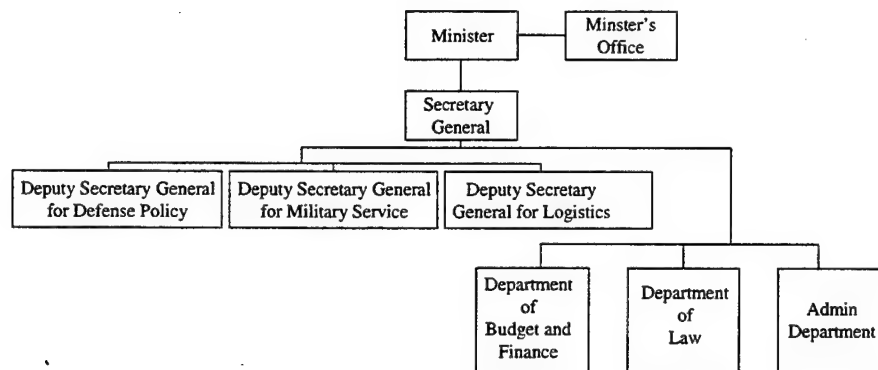 Minister
Minster's
Office
Secretary
General
Deputy Secretary General
for Defense Policy
Deputy Secretary General
for Military Service
Deputy Secretary
General for Logistics
Department
of
Budget and
Finance
Department
of
Law
Admin
Department